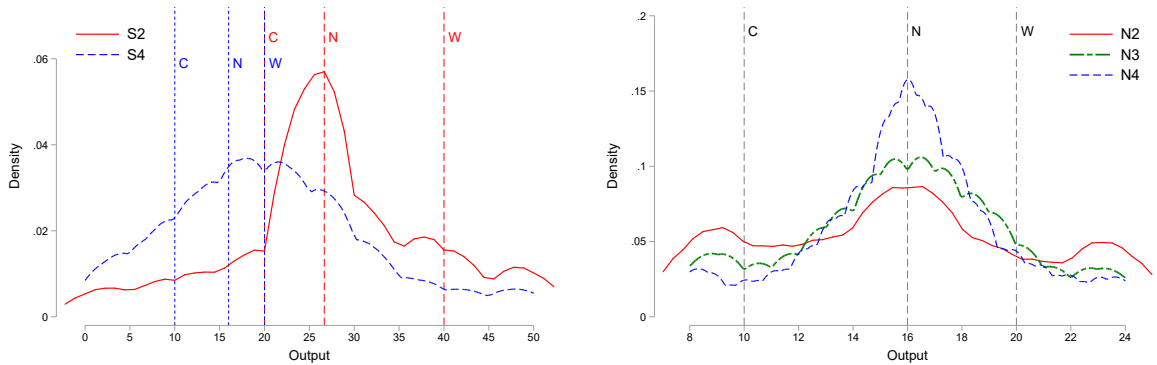 S2
S4
C
N
W
C
N
W
.06
.04
.02
0
Density
0 5 10 15 20 25 30 35 40 45 50
Output
.2
.15
.1
.05
0
Density
C
N
W
N2
N3
N4
8 10 12 14 16 18 20 22 24
Output